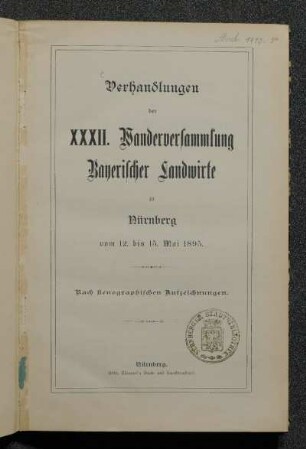 Verhandlungen
der
XXXII. Wanderversammlung
Bayerischer Landwirte
in
Nürnberg
vom 12. bis 15. Mai 1895.
Nach stenographischen Aufzeichnungen.
Nürnberg.